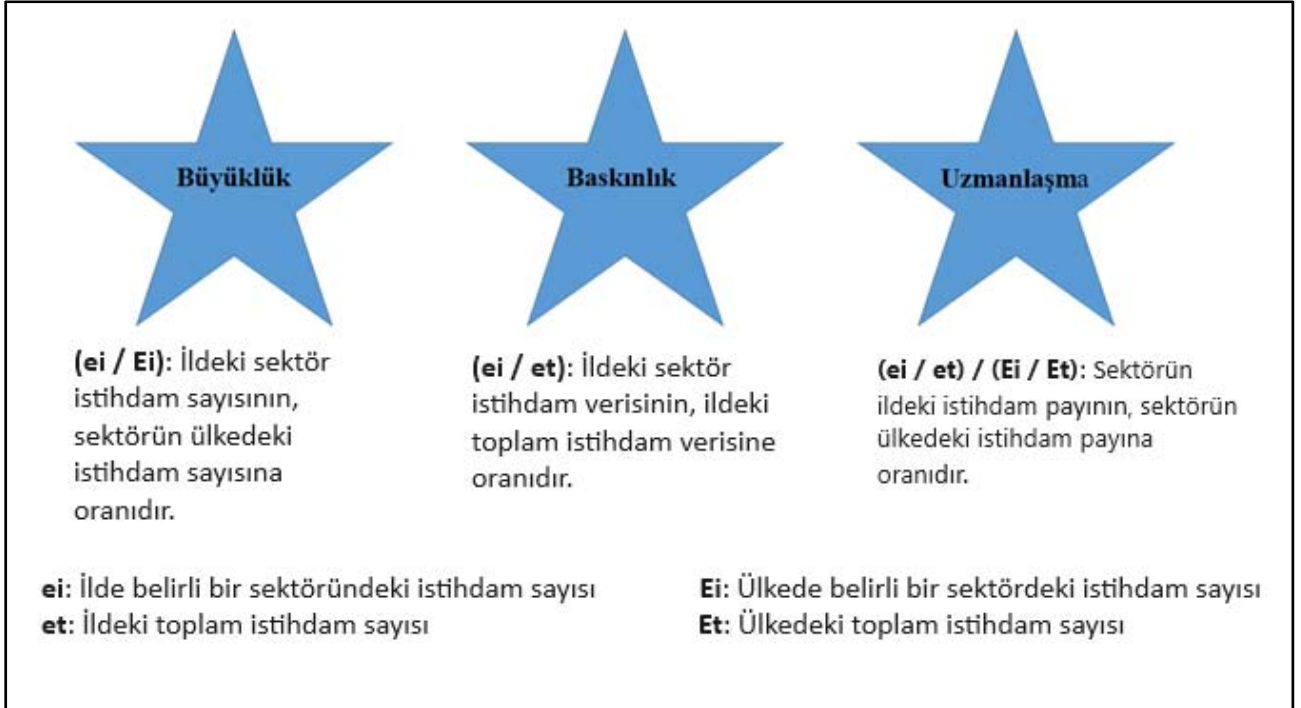 Büyüklük
Baskınlık
Uzmanlaşma
(ei / Ei): İldeki sektör
istihdam sayısının,
sektörün ülkedeki
istihdam sayısına
oranıdır.
(ei / et): İldeki sektör
istihdam verisinin, ildeki
toplam istihdam verisine
oranıdır.
(ei / et) / (Ei / Et): Sektörün
ildeki istihdam payının, sektörün
ülkedeki istihdam payına
oranıdır.
ei: İlde belirli bir sektöründeki istihdam sayısı
et: İldeki toplam istihdam sayısı
Ei: Ülkede belirli bir sektördeki istihdam sayısı
Et: Ülkedeki toplam istihdam sayısı